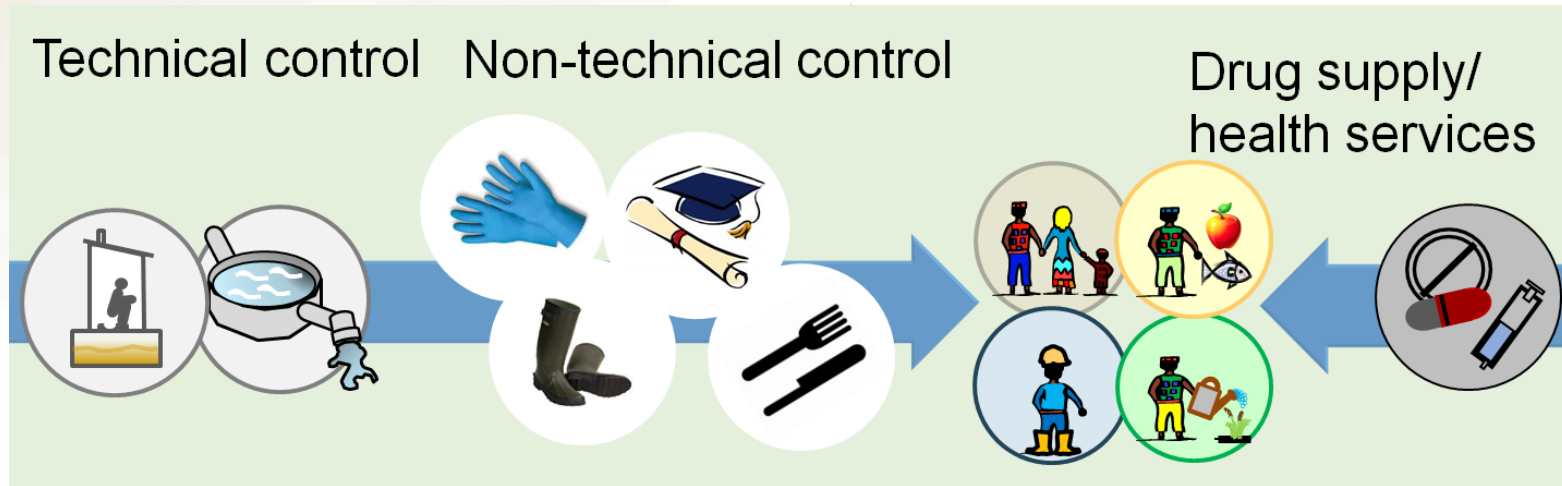 Technical control
Non-technical control
Drug supply/
health services